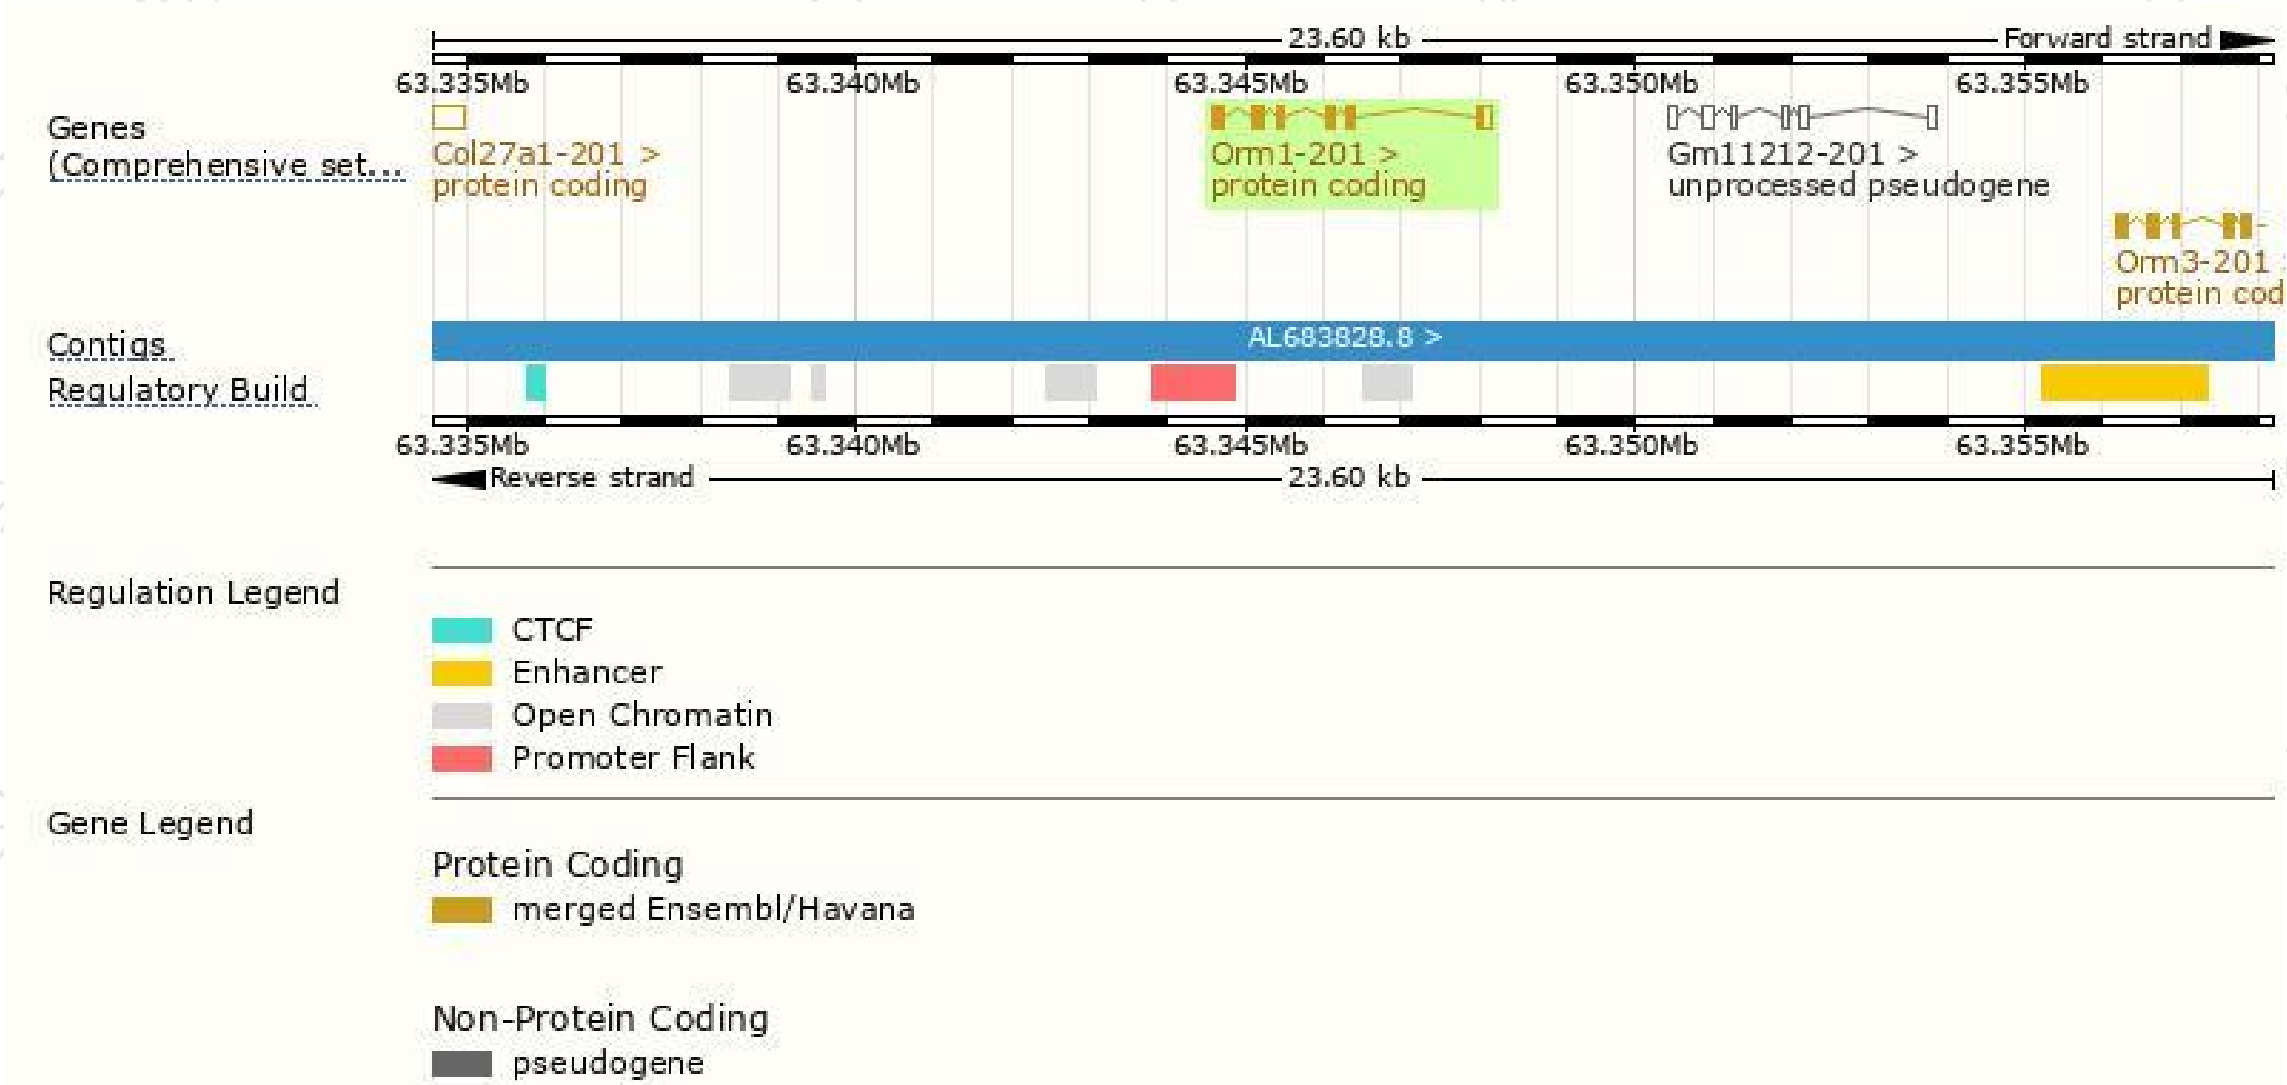 23.60 kb Forward strand
63.335Mb 63.340Mb 63.345Mb 63.350Mb 63.355Mb
Genes
(Comprehensive set...
Col27a1-201 >
protein coding
Orm1-201 >
protein coding
Gm11212-201 >
unprocessed pseudogene
Orm3-201
protein cod
Contigs
AL683828.8 >
Regulatory Build
63.335Mb 63.340Mb 63.345Mb 63.350Mb 63.355Mb
Reverse strand 23.60 kb
Regulation Legend
CTCF
Enhancer
Open Chromatin
Promoter Flank
Gene Legend
Protein Coding
merged Ensembl/Havana
Non-Protein Coding
pseudogene